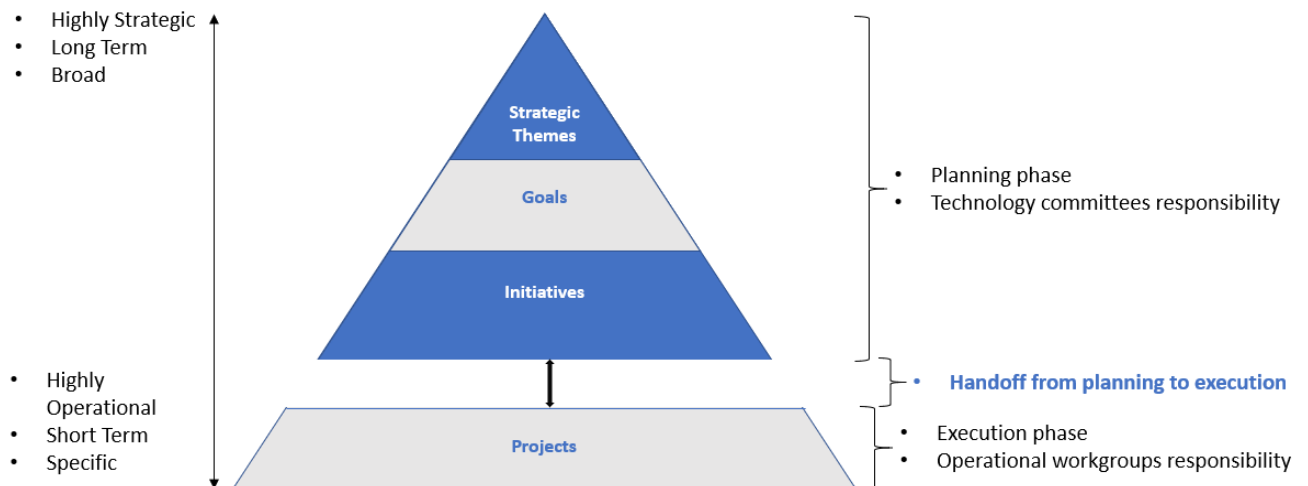 • Highly Strategic
• Long Term
• Broad
Strategic
Themes
Goals
Initiatives
• Planning phase
• Technology committees responsibility
• Handoff from planning to execution
• Highly
Operational
• Short Term
• Specific
Projects
• Execution phase
• Operational workgroups responsibility